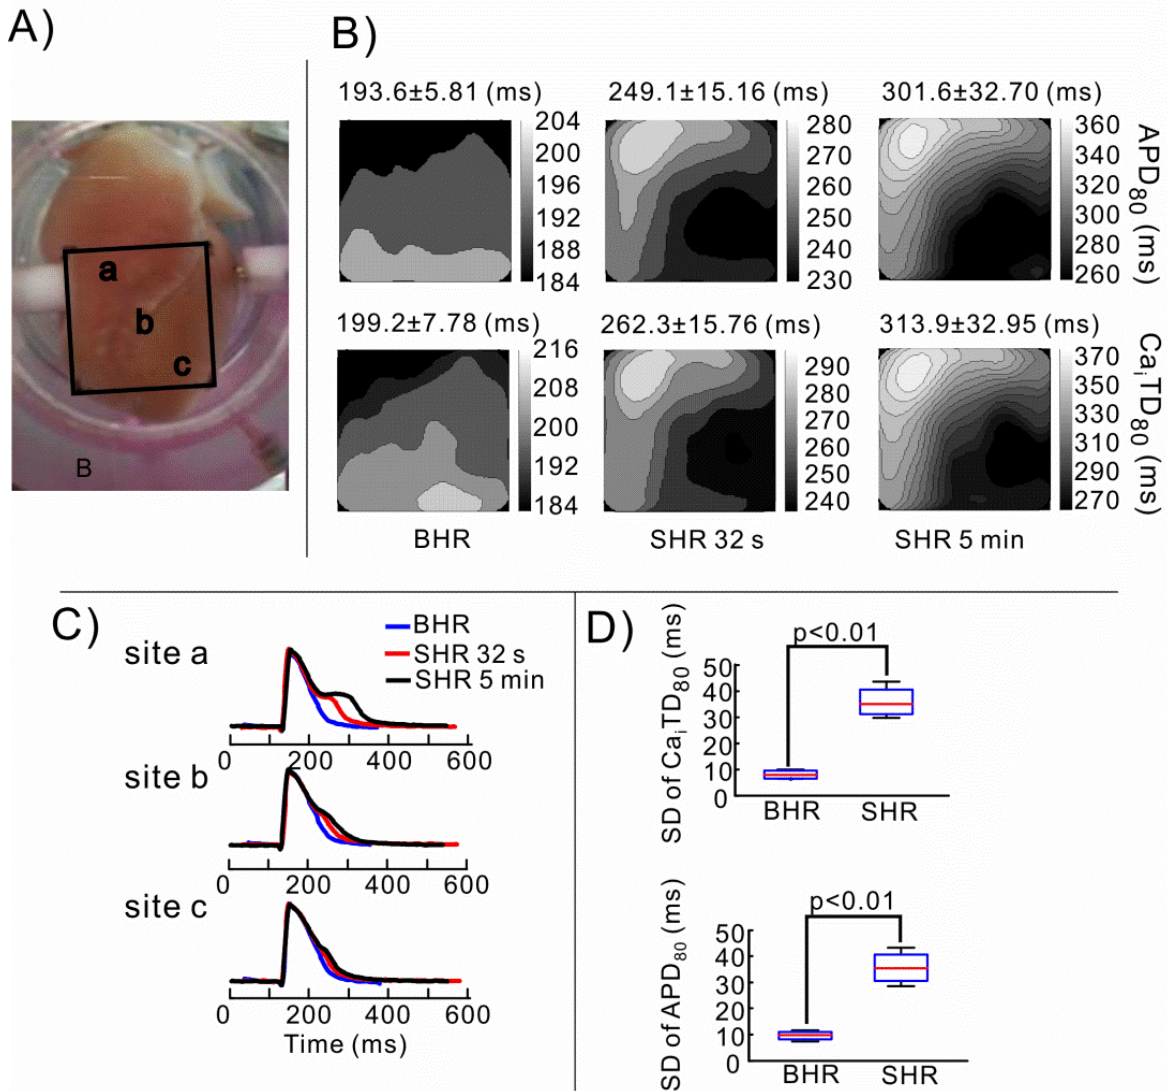 A)
a
b
c
B
B)
193.6±5.81 (ms)
249.1±15.16 (ms)
301.6±32.70 (ms)
204
200
196
192
188
184
280
270
260
250
240
230
360
340
320
300
280
260
APD80 (ms)
199.2±7.78 (ms)
262.3±15.76 (ms)
313.9±32.95 (ms)
216
208
200
192
184
290
280
270
260
250
240
370
350
330
310
290
270
CaiTD80 (ms)
BHR
SHR 32 s
SHR 5 min
C)
BHR
SHR 32 s
SHR 5 min
site a
0 200 400 600
site b
0 200 400 600
site c
0 200 400 600
Time (ms)
D)
p<0.01
SD of CaiTD80 (ms)
50
40
30
20
10
0
BHR SHR
p<0.01
SD of APD80 (ms)
50
40
30
20
10
0
BHR SHR